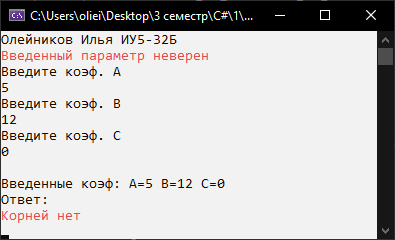 C:\Users\oliei\Desktop\3 семестр\C#\1\...
Олейников Илья ИУ5-32Б
Введенный параметр неверен
Введите коэф. A
5
Введите коэф. B
12
Введите коэф. C
0
Введенные коэф: A=5 B=12 C=0
Ответ:
Корней нет